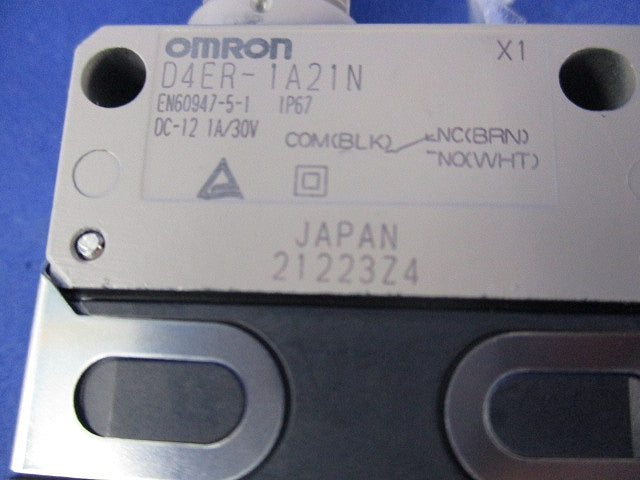 OMRON X1
D4ER-1A21N
EN60947-5-1 IP67
DC-12 1A/30V
COM(BLK) NC(BRN)
NO(WHT)
JAPAN
21223Z4